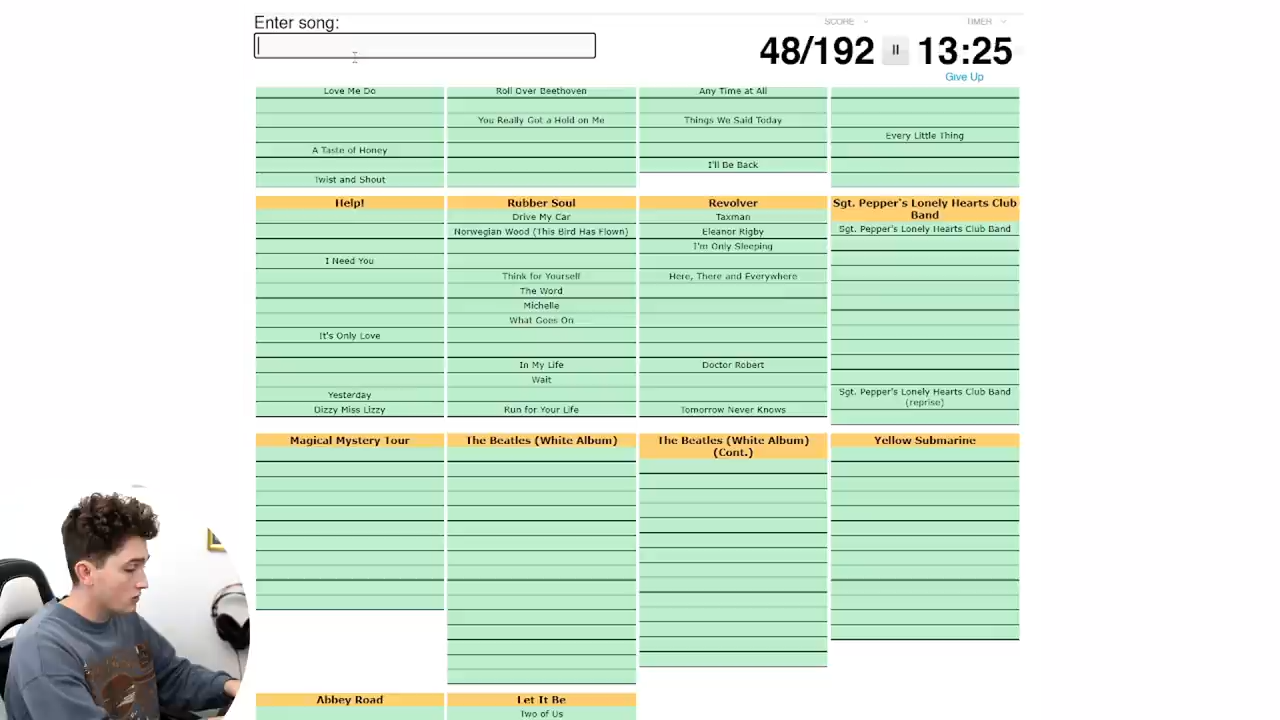 Enter song:
SCORE
TIMER
48/192
13:25
Give Up
Love Me Do
A Taste of Honey
Twist and Shout
Roll Over Beethoven
You Really Got a Hold on Me
Any Time at All
Things We Said Today
I'll Be Back
Every Little Thing
Help!
I Need You
It's Only Love
Yesterday
Dizzy Miss Lizzy
Rubber Soul
Drive My Car
Norwegian Wood (This Bird Has Flown)
Think for Yourself
The Word
Michelle
What Goes On
In My Life
Wait
Run for Your Life
Revolver
Taxman
Eleanor Rigby
I'm Only Sleeping
Here, There and Everywhere
Doctor Robert
Tomorrow Never Knows
Sgt. Pepper's Lonely Hearts Club
Band
Sgt. Pepper's Lonely Hearts Club Band
Sgt. Pepper's Lonely Hearts Club Band
(reprise)
Magical Mystery Tour
The Beatles (White Album)
The Beatles (White Album)
(Cont.)
Yellow Submarine
Abbey Road
Let It Be
Two of Us